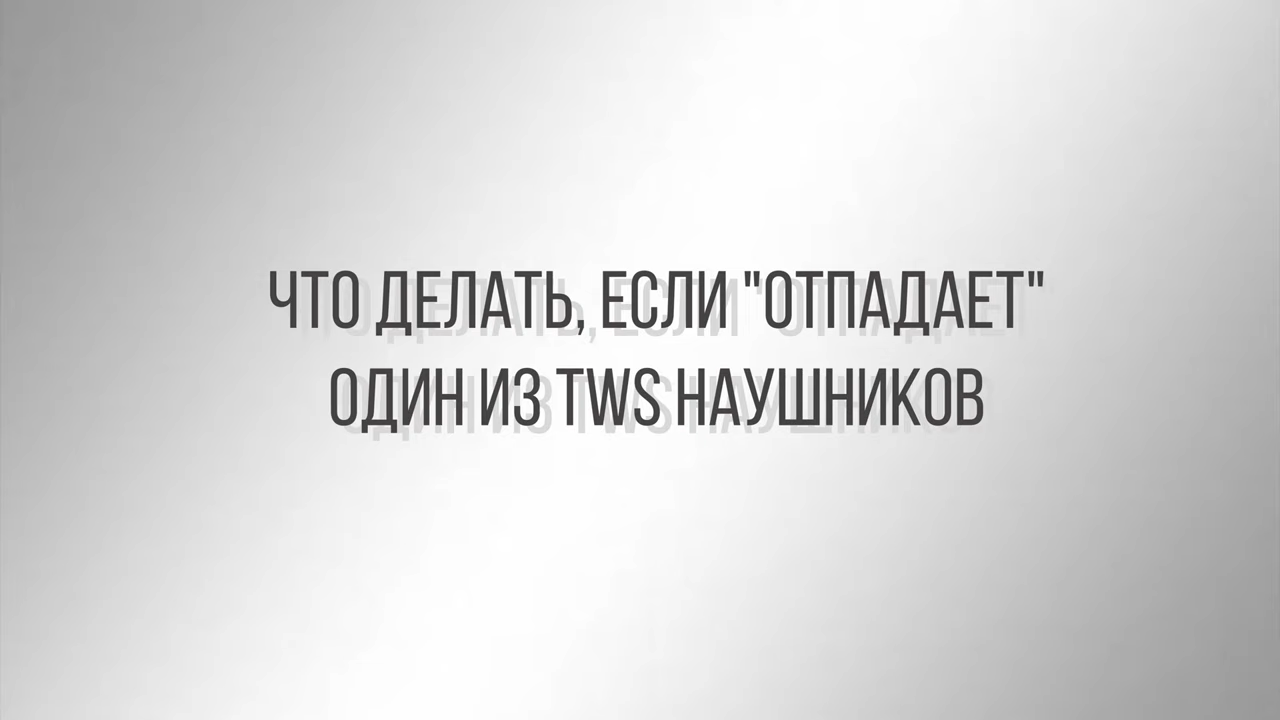 ЧТО ДЕЛАТЬ, ЕСЛИ "ОТПАДАЕТ"
ОДИН ИЗ TWS НАУШНИКОВ